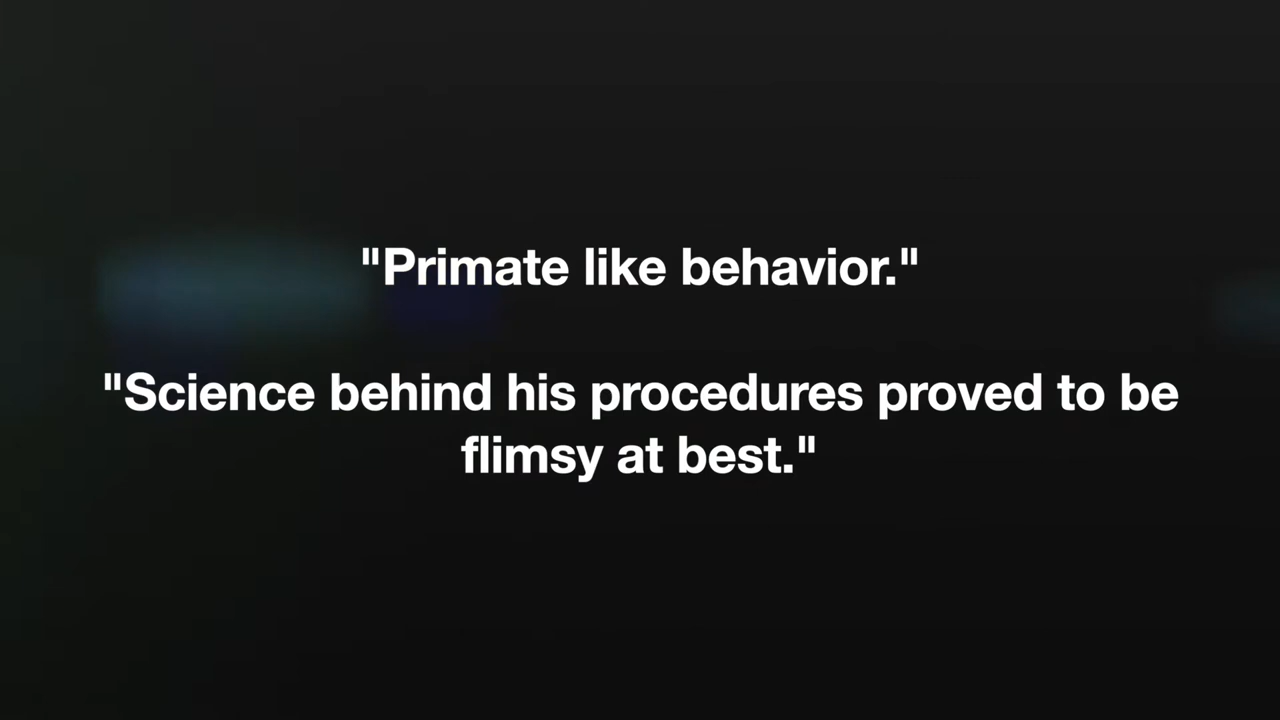 "Primate like behavior."
"Science behind his procedures proved to be
flimsy at best."